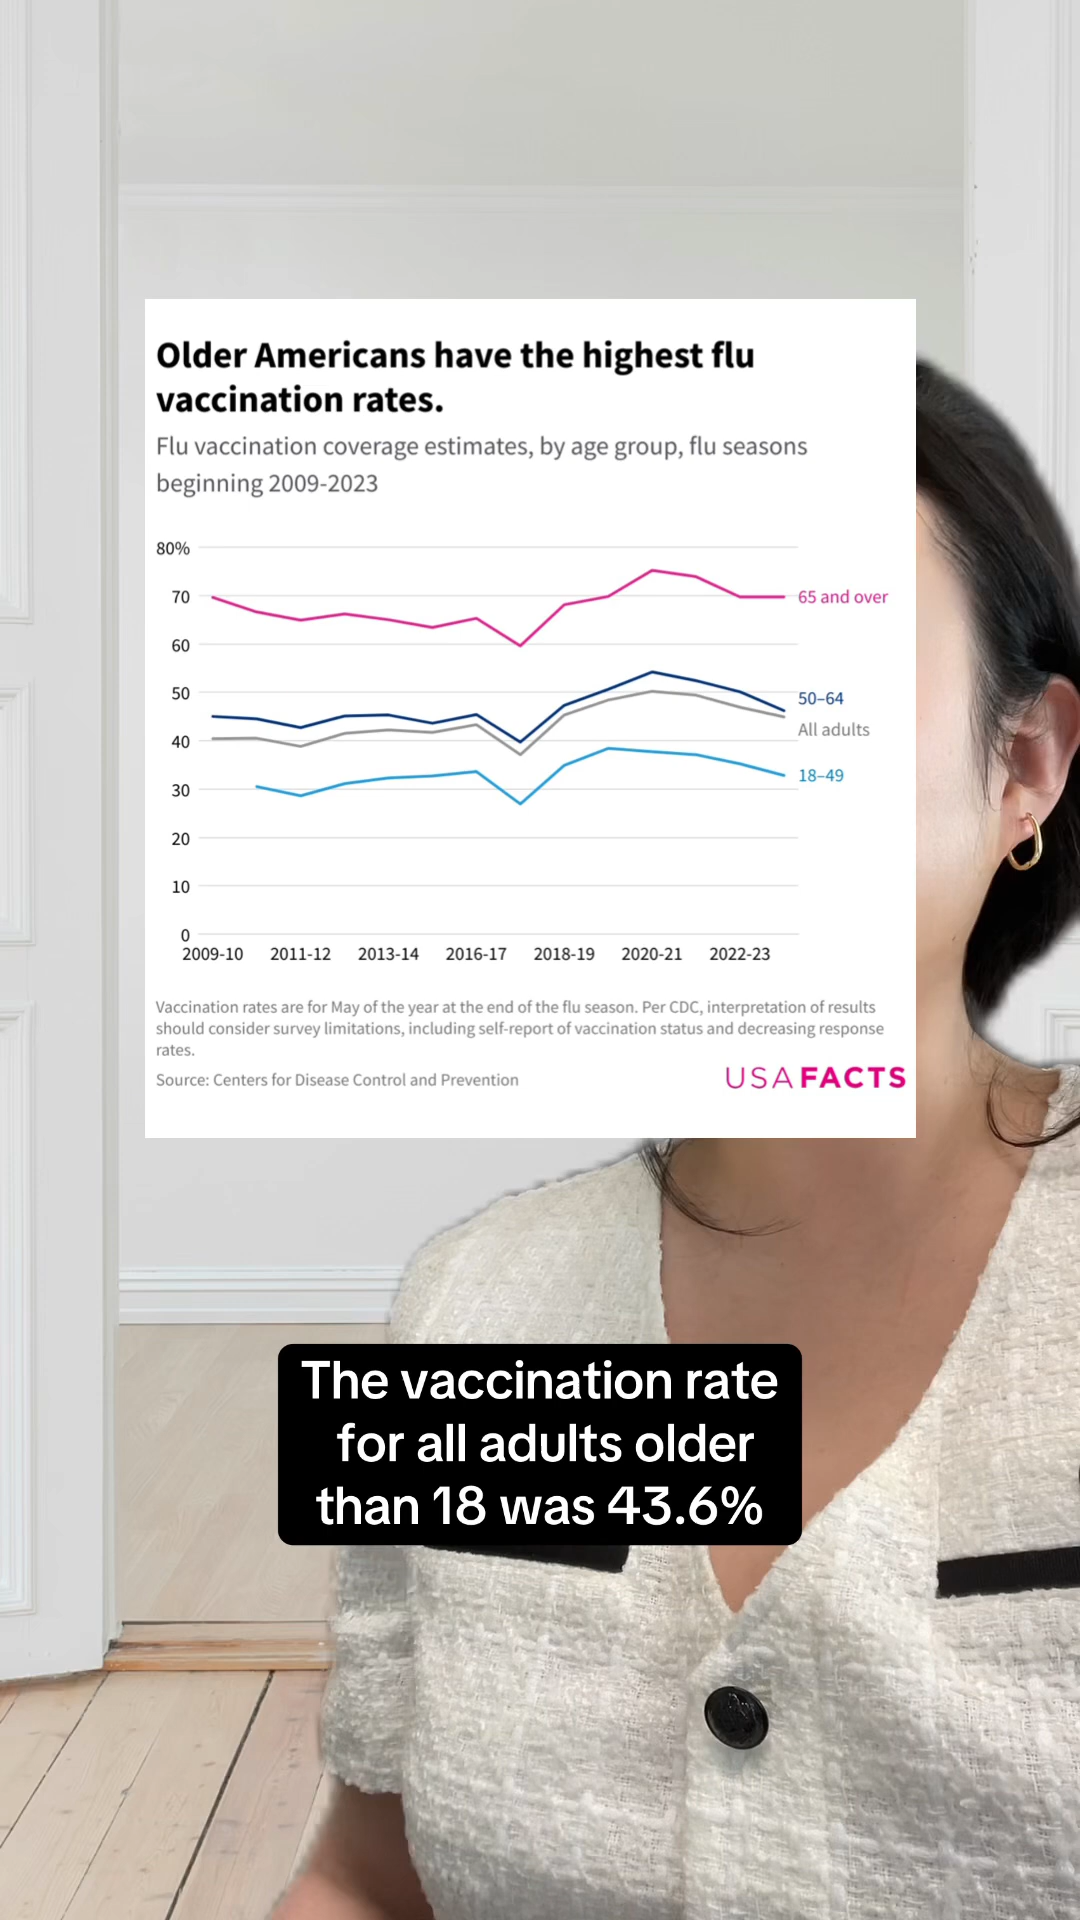 Older Americans have the highest flu
vaccination rates.
Flu vaccination coverage estimates, by age group, flu seasons
beginning 2009-2023
80%
70
60
50
40
30
20
10
0
65 and over
50–64
All adults
18–49
2009-10 2011-12 2013-14 2016-17 2018-19 2020-21 2022-23
Vaccination rates are for May of the year at the end of the flu season. Per CDC, interpretation of results
should consider survey limitations, including self-report of vaccination status and decreasing response
rates.
Source: Centers for Disease Control and Prevention
USAFACTS
The vaccination rate
for all adults older
than 18 was 43.6%